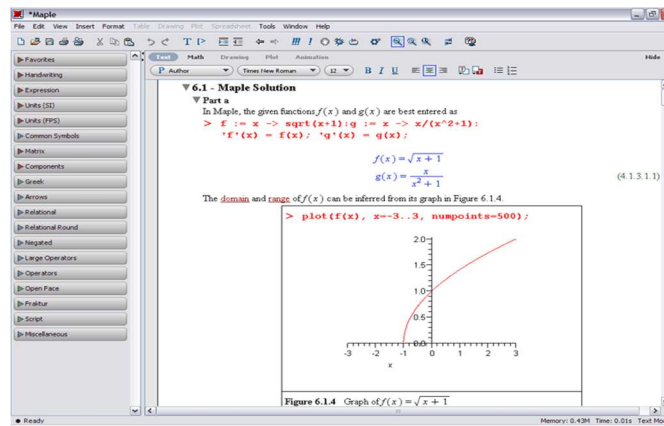 *Maple
File Edit View Insert Format Table Drawing Plot Spreadsheet Tools Window Help
Text Math Drawing Plot Animation Hide
P Author Times New Roman 12 B I U
Favorites
Handwriting
Expression
Units (SI)
Units (FPS)
Common Symbols
Matrix
Components
Greek
Arrows
Relational
Relational Round
Negated
Large Operators
Operators
Open Face
Fraktur
Script
Miscellaneous
6.1 - Maple Solution
Part a
In Maple, the given functions f(x) and g(x) are best entered as
> f := x -> sqrt(x+1):g := x -> x/(x^2+1):
'f'(x) = f(x); 'g'(x) = g(x);
f(x) = √x + 1
g(x) = x / x² + 1
(4.1.3.1.1)
The domain and range of f(x) can be inferred from its graph in Figure 6.1.4.
> plot(f(x), x=-3..3, numpoints=500);
2.0
1.5
1.0
0.5
0.0
-3 -2 -1 0 1 2 3
x
Figure 6.1.4 Graph of f(x) = √x + 1
Ready
Memory: 0.43M Time: 0.01s Text Mo